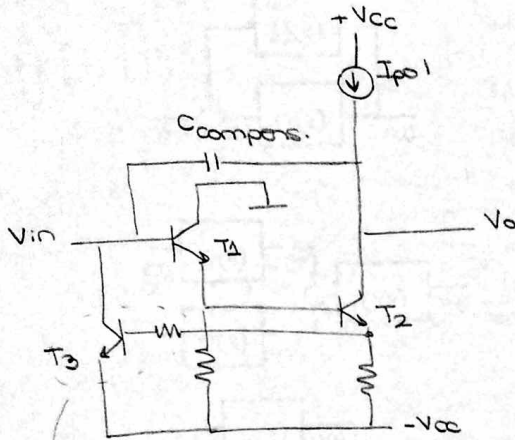 +Vcc
Ipol
Ccompens.
Vin
T1
Vo
T2
T3
-Vcc